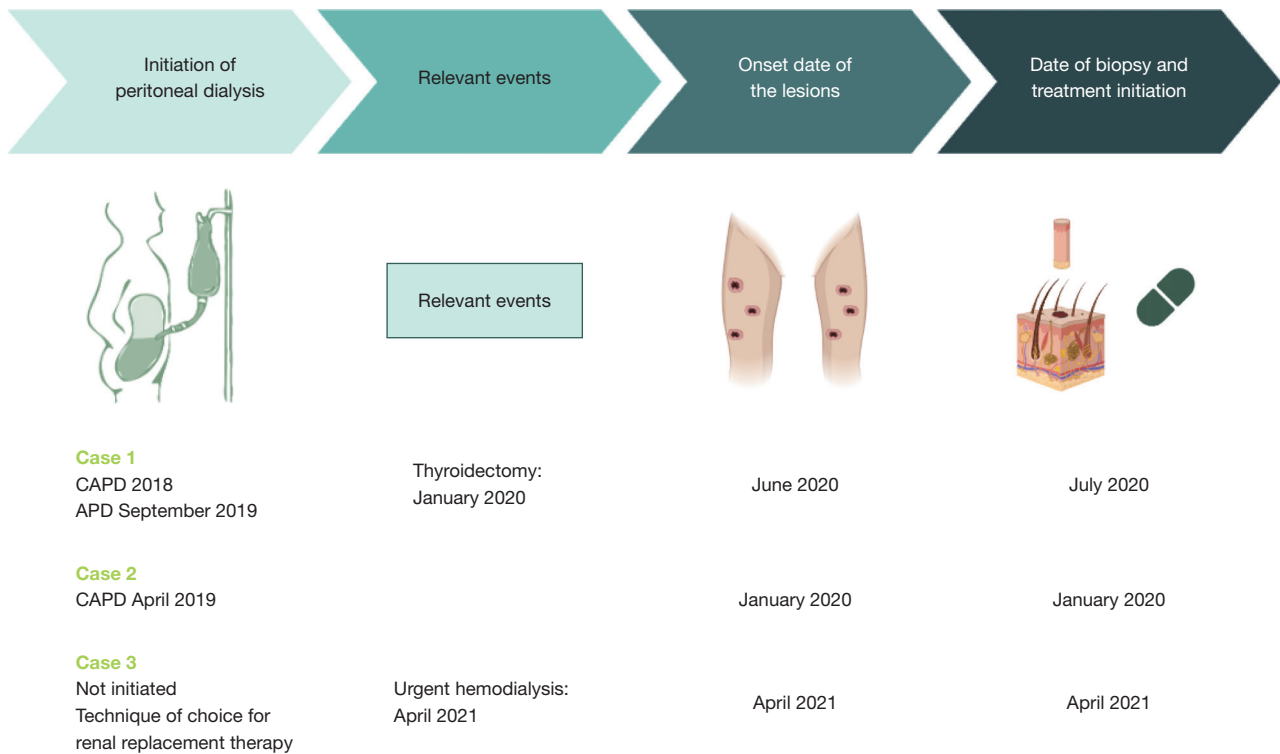 Initiation of
peritoneal dialysis
Relevant events
Onset date of
the lesions
Date of biopsy and
treatment initiation
Relevant events
Case 1
CAPD 2018
APD September 2019
Thyroidectomy:
January 2020
June 2020
July 2020
Case 2
CAPD April 2019
January 2020
January 2020
Case 3
Not initiated
Technique of choice for
renal replacement therapy
Urgent hemodialysis:
April 2021
April 2021
April 2021